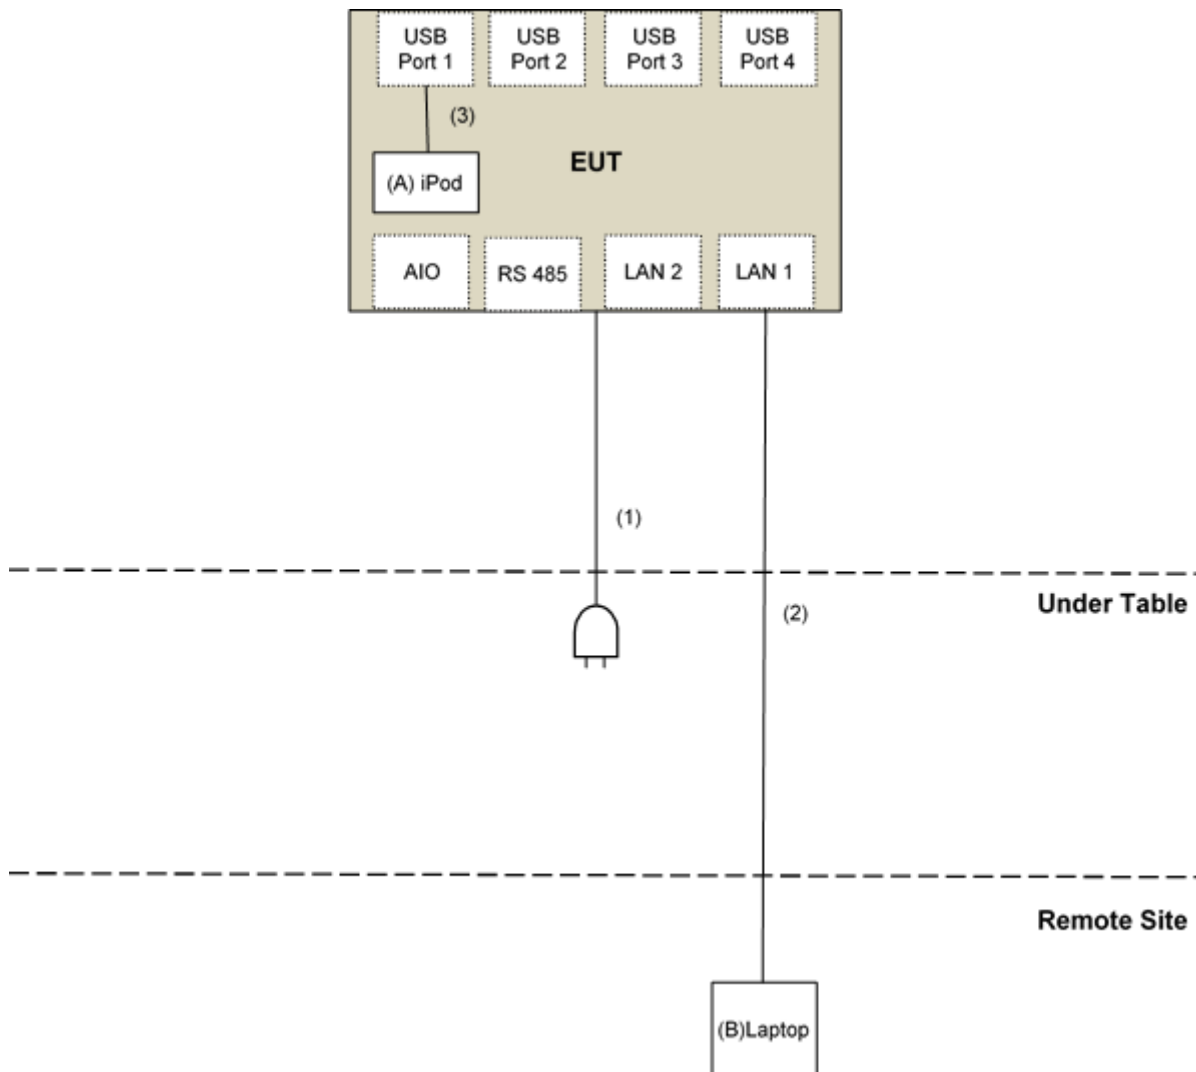 USB
Port 1
USB
Port 2
USB
Port 3
USB
Port 4
(3)
EUT
(A) iPod
AIO
RS 485
LAN 2
LAN 1
(1)
Under Table
(2)
Remote Site
(B)Laptop